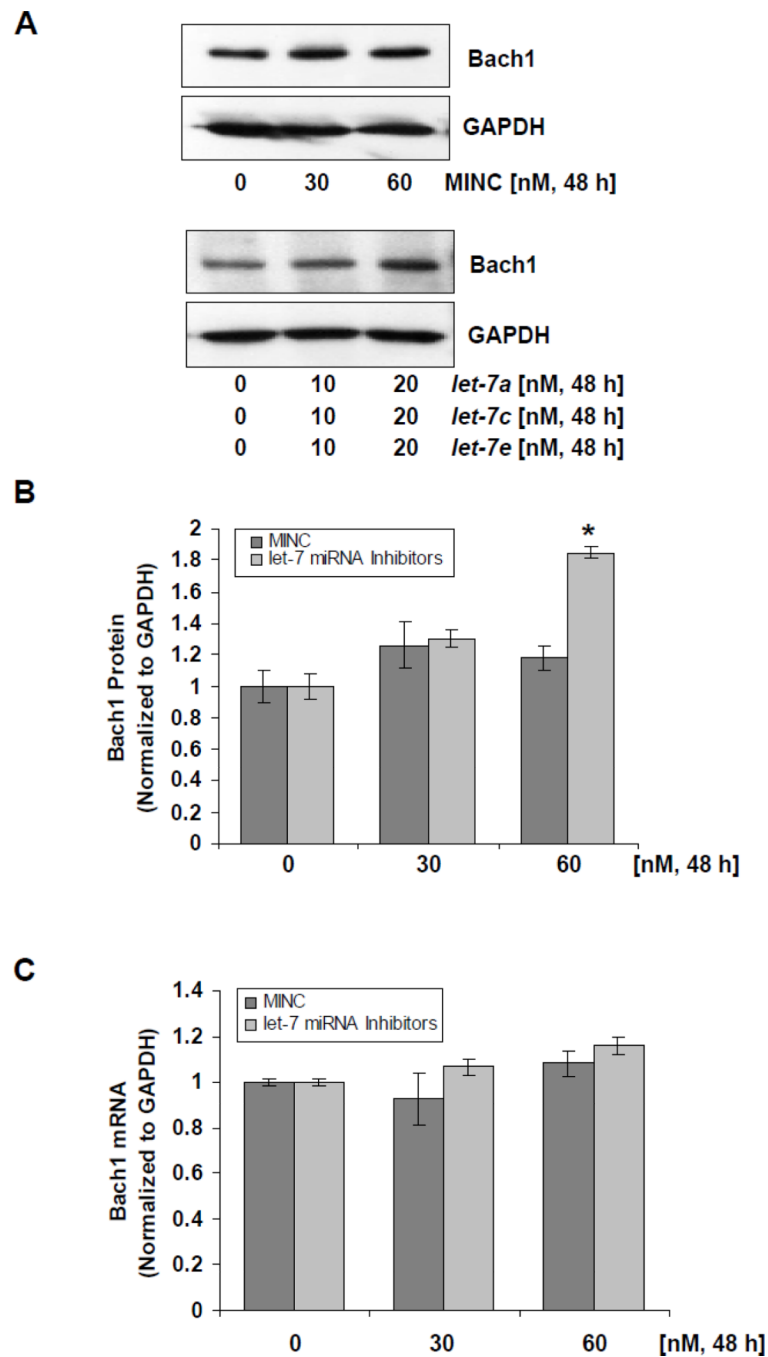 A
Bach1
GAPDH
0 30 60 MINC [nM, 48 h]
Bach1
GAPDH
0 10 20 let-7a [nM, 48 h]
0 10 20 let-7c [nM, 48 h]
0 10 20 let-7e [nM, 48 h]
B
Bach1 Protein
(Normalized to GAPDH)
2
1.8
1.6
1.4
1.2
1
0.8
0.6
0.4
0.2
0
MINC
let-7 miRNA Inhibitors
*
0 30 60 [nM, 48 h]
C
Bach1 mRNA
(Normalized to GAPDH)
1.4
1.2
1
0.8
0.6
0.4
0.2
0
MINC
let-7 miRNA Inhibitors
0 30 60 [nM, 48 h]